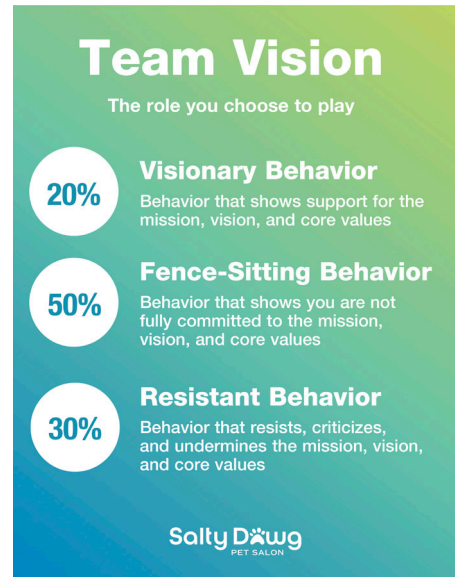 Team Vision
The role you choose to play
20%
Visionary Behavior
Behavior that shows support for the
mission, vision, and core values
50%
Fence-Sitting Behavior
Behavior that shows you are not
fully committed to the mission,
vision, and core values
30%
Resistant Behavior
Behavior that resists, criticizes,
and undermines the mission, vision,
and core values
Salty Dawg
PET SALON